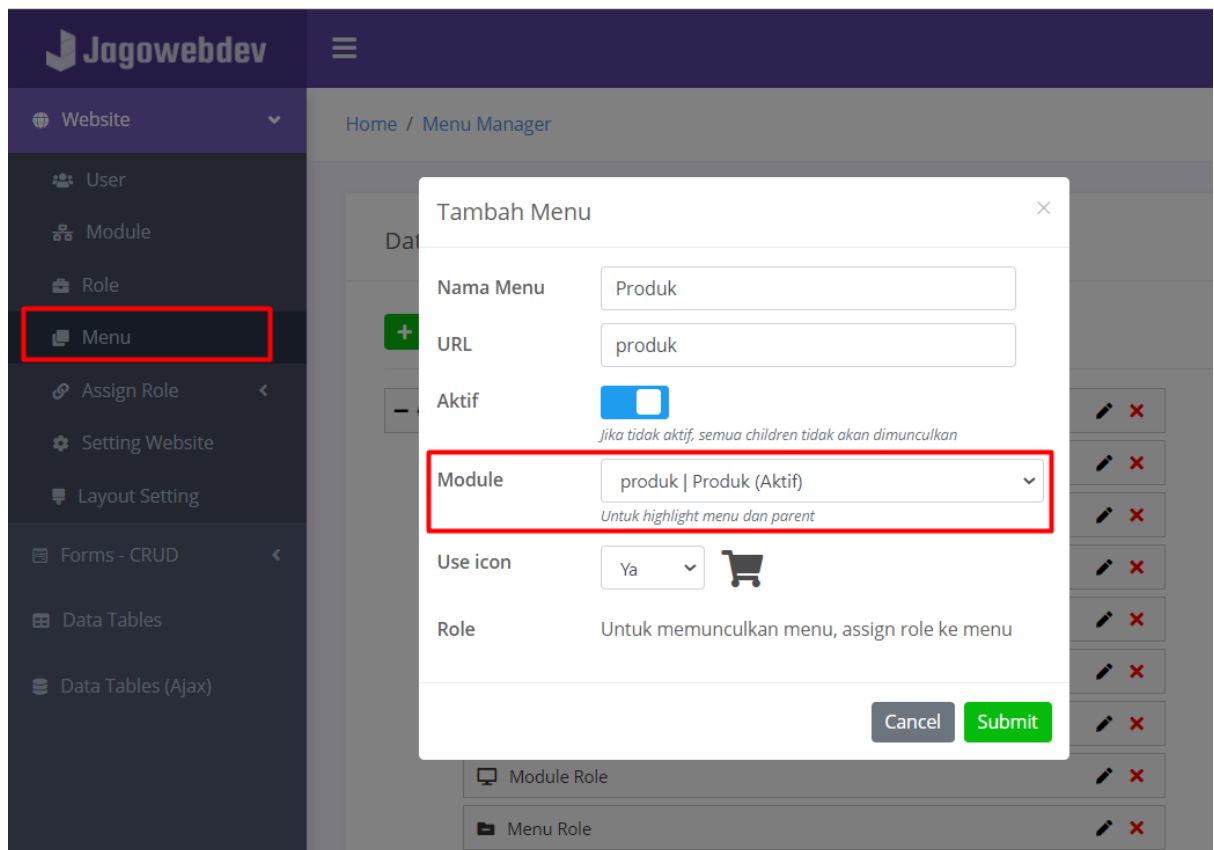 Jagowebdev
Website
Home / Menu Manager
User
Module
Role
Menu
Assign Role
Setting Website
Layout Setting
Forms - CRUD
Data Tables
Data Tables (Ajax)
Dat
Tambah Menu
Nama Menu Produk
URL produk
Aktif
Jika tidak aktif, semua children tidak akan dimunculkan
Module produk | Produk (Aktif)
Untuk highlight menu dan parent
Use icon Ya
Role Untuk memunculkan menu, assign role ke menu
Cancel Submit
Module Role
Menu Role